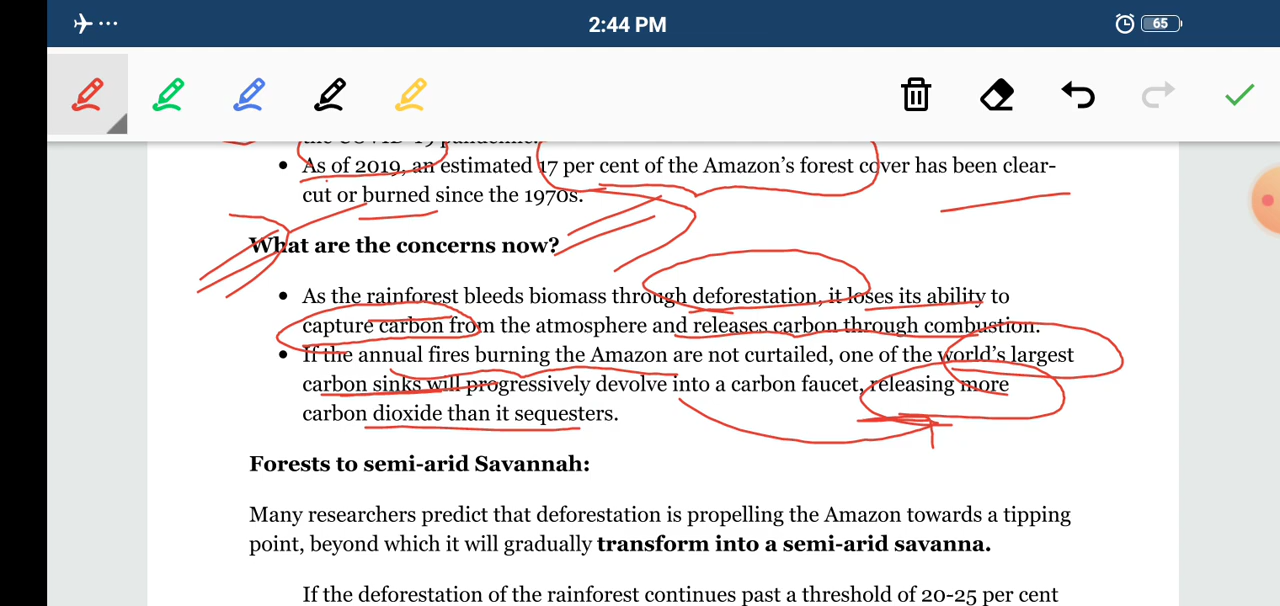 2:44 PM
65
the COVID-19 pandemic.
• As of 2019, an estimated 17 per cent of the Amazon's forest cover has been clear-
cut or burned since the 1970s.
What are the concerns now?
• As the rainforest bleeds biomass through deforestation, it loses its ability to
capture carbon from the atmosphere and releases carbon through combustion.
• If the annual fires burning the Amazon are not curtailed, one of the world's largest
carbon sinks will progressively devolve into a carbon faucet, releasing more
carbon dioxide than it sequesters.
Forests to semi-arid Savannah:
Many researchers predict that deforestation is propelling the Amazon towards a tipping
point, beyond which it will gradually transform into a semi-arid savanna.
If the deforestation of the rainforest continues past a threshold of 20-25 per cent